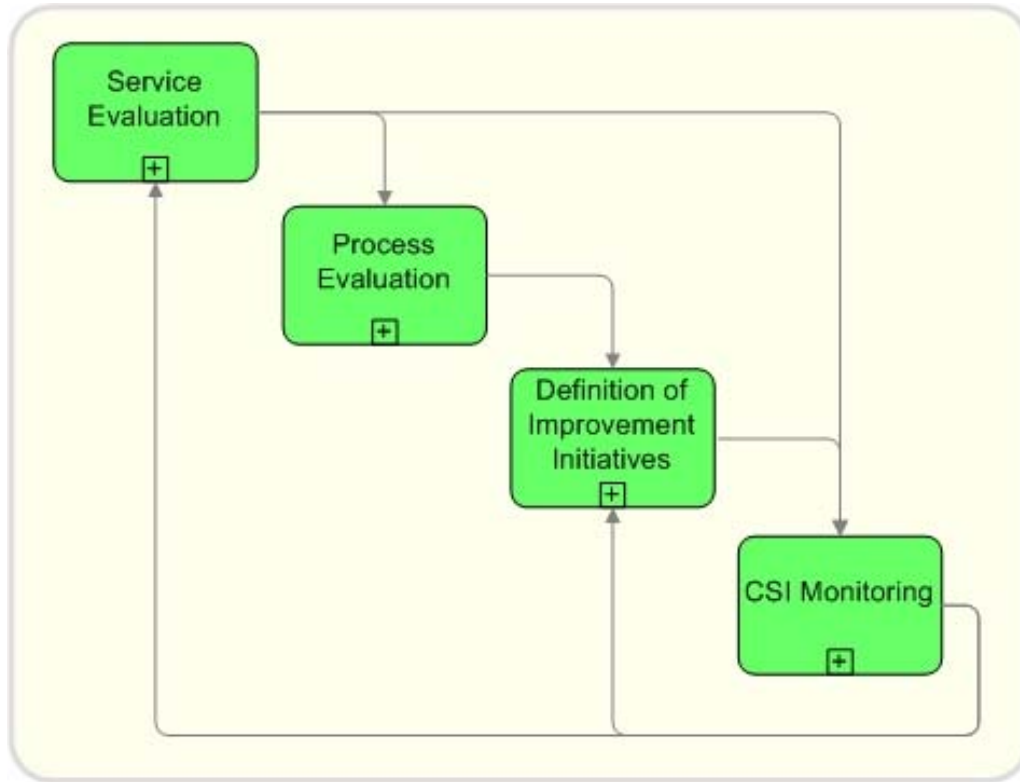 Service
Evaluation
Process
Evaluation
Definition of
Improvement
Initiatives
CSI Monitoring